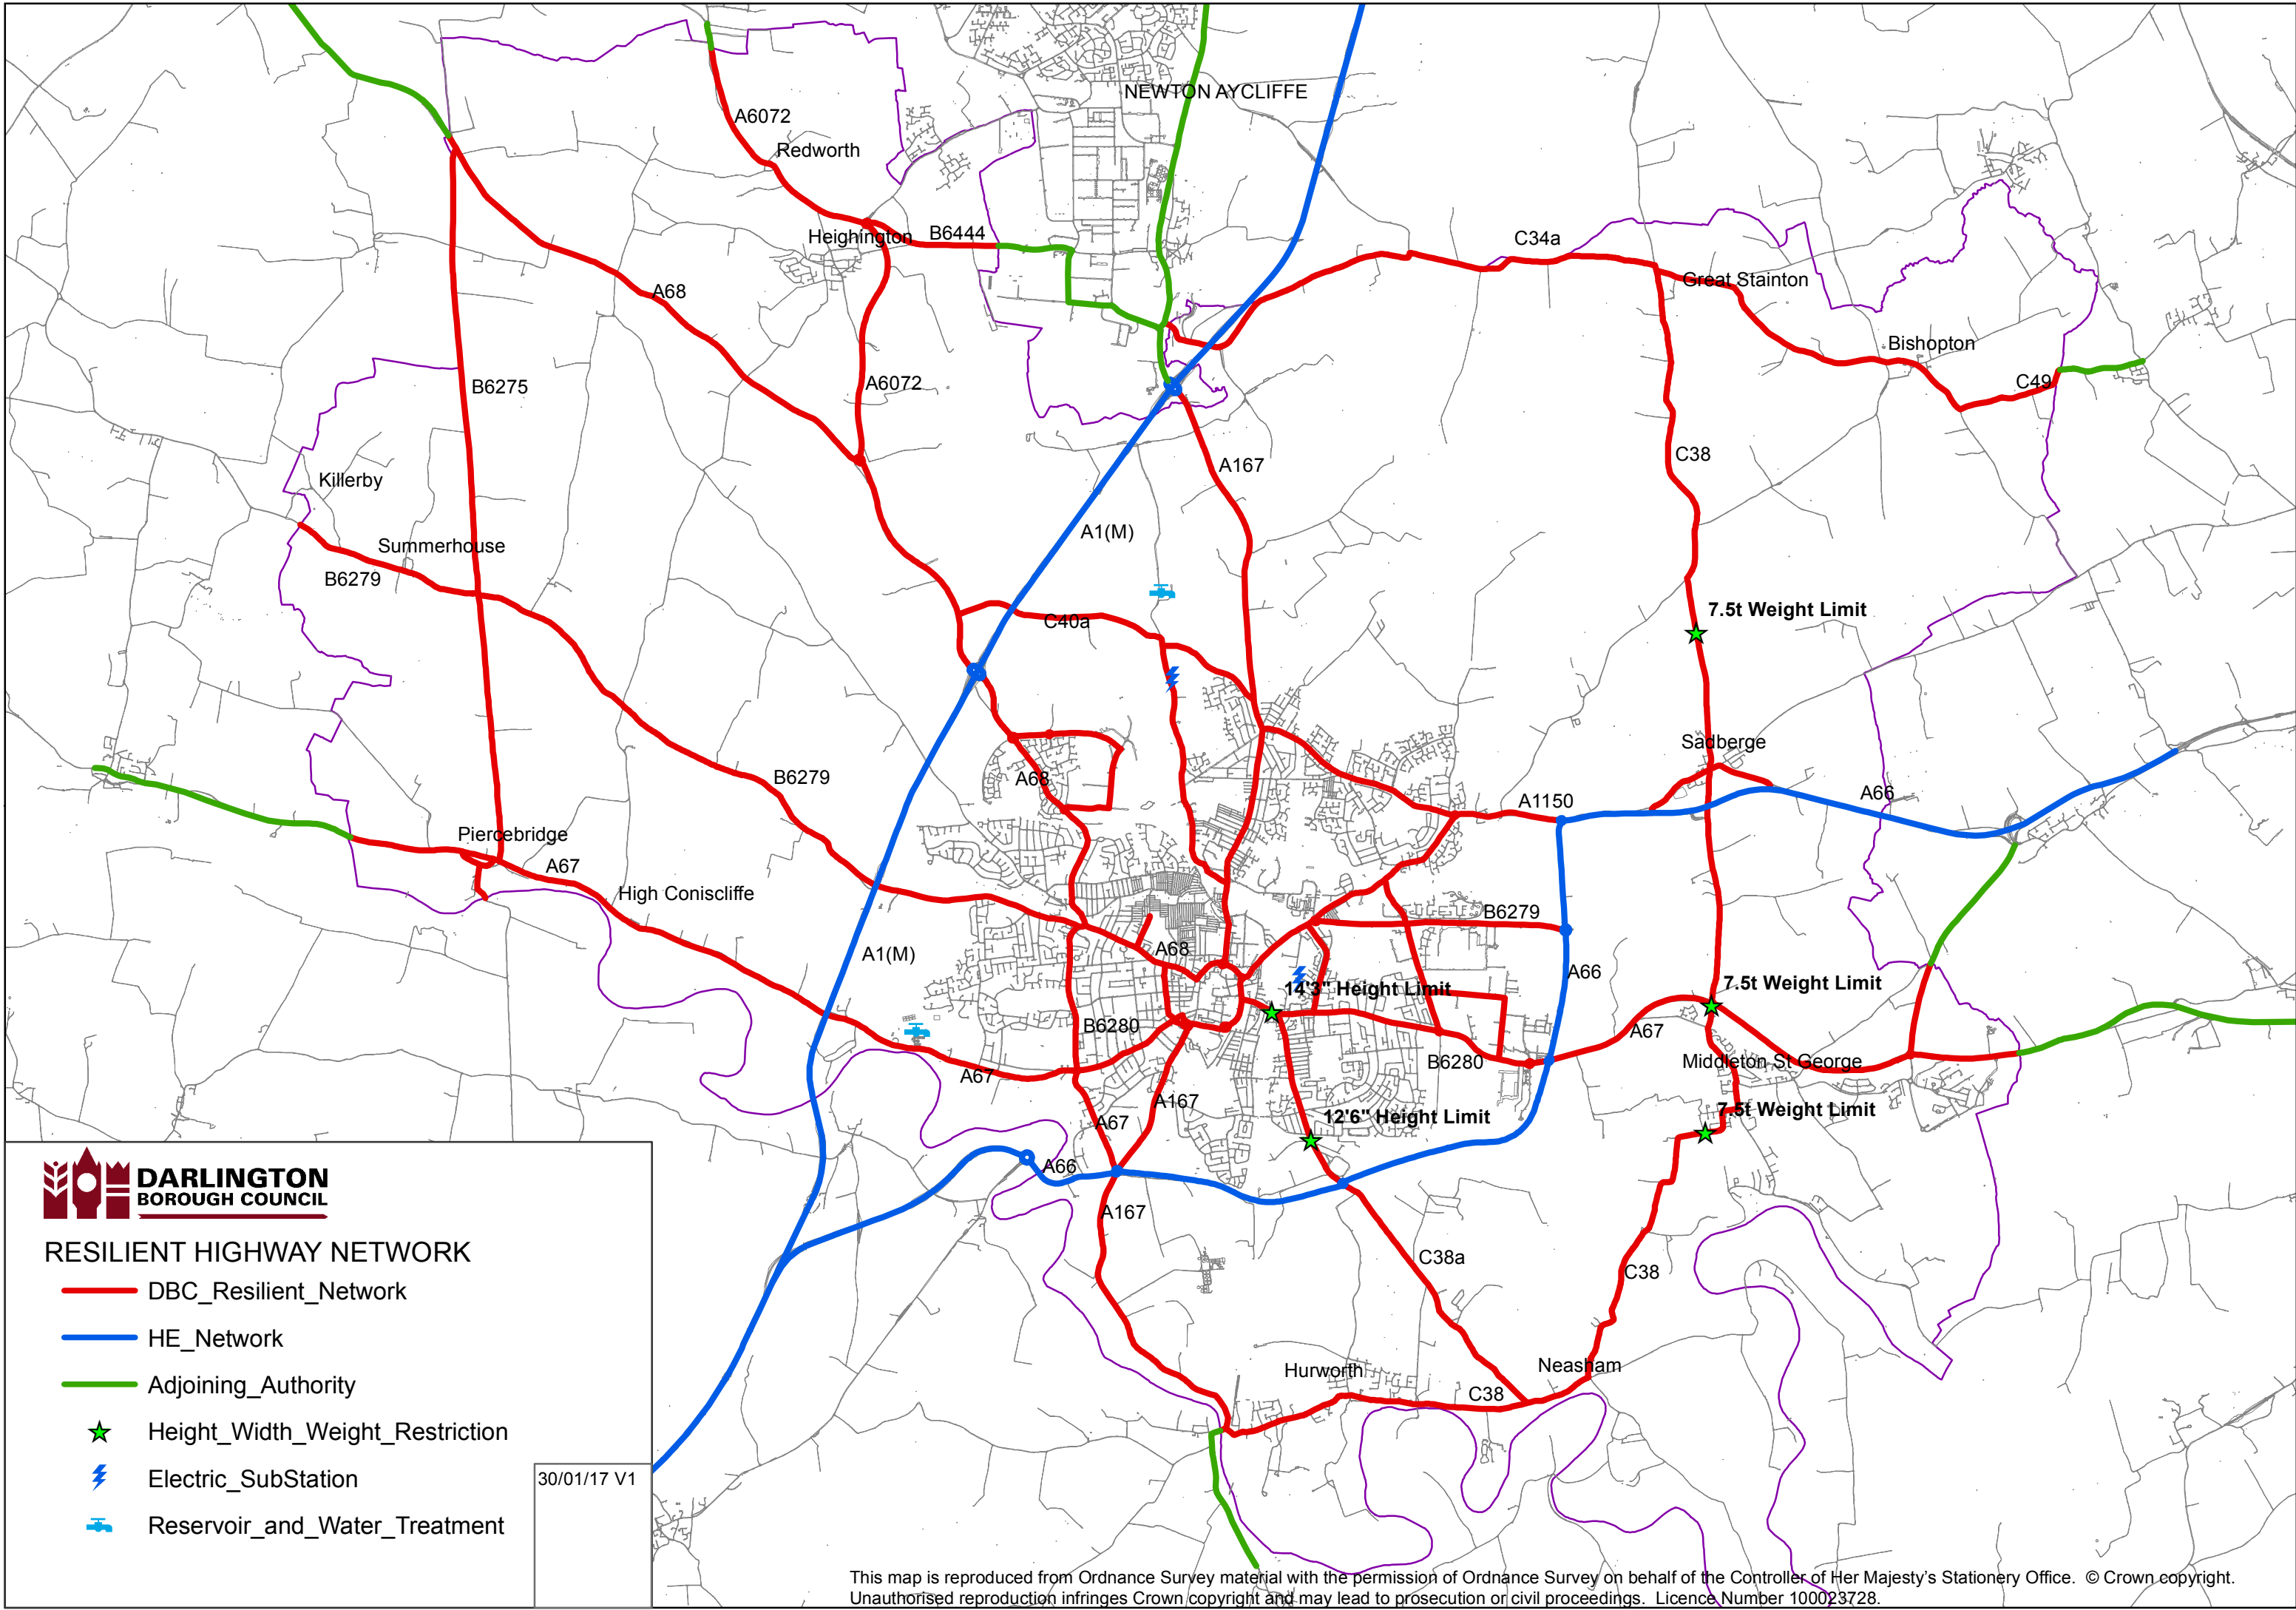 NEWTON AYCLIFFE
A6072
Redworth
Heighington
B6444
C34a
Great Stainton
A68
Bishopton
C49
B6275
A6072
A167
C38
Killerby
A1(M)
Summerhouse
B6279
C40a
7.5t Weight Limit
Sadberge
A68
B6279
A1150
A66
Piercebridge
A67
High Coniscliffe
B6279
A1(M)
A68
A66
14'3" Height Limit
7.5t Weight Limit
B6280
A67
B6280
Middleton St George
A67
A167
A67
12'6" Height Limit
7.5t Weight Limit
A66
A167
C38a
C38
Hurworth
Neasham
C38
DARLINGTON
BOROUGH COUNCIL
RESILIENT HIGHWAY NETWORK
DBC_Resilient_Network
HE_Network
Adjoining_Authority
Height_Width_Weight_Restriction
Electric_SubStation
Reservoir_and_Water_Treatment
30/01/17 V1
This map is reproduced from Ordnance Survey material with the permission of Ordnance Survey on behalf of the Controller of Her Majesty's Stationery Office. © Crown copyright.
Unauthorised reproduction infringes Crown copyright and may lead to prosecution or civil proceedings. Licence Number 100023728.